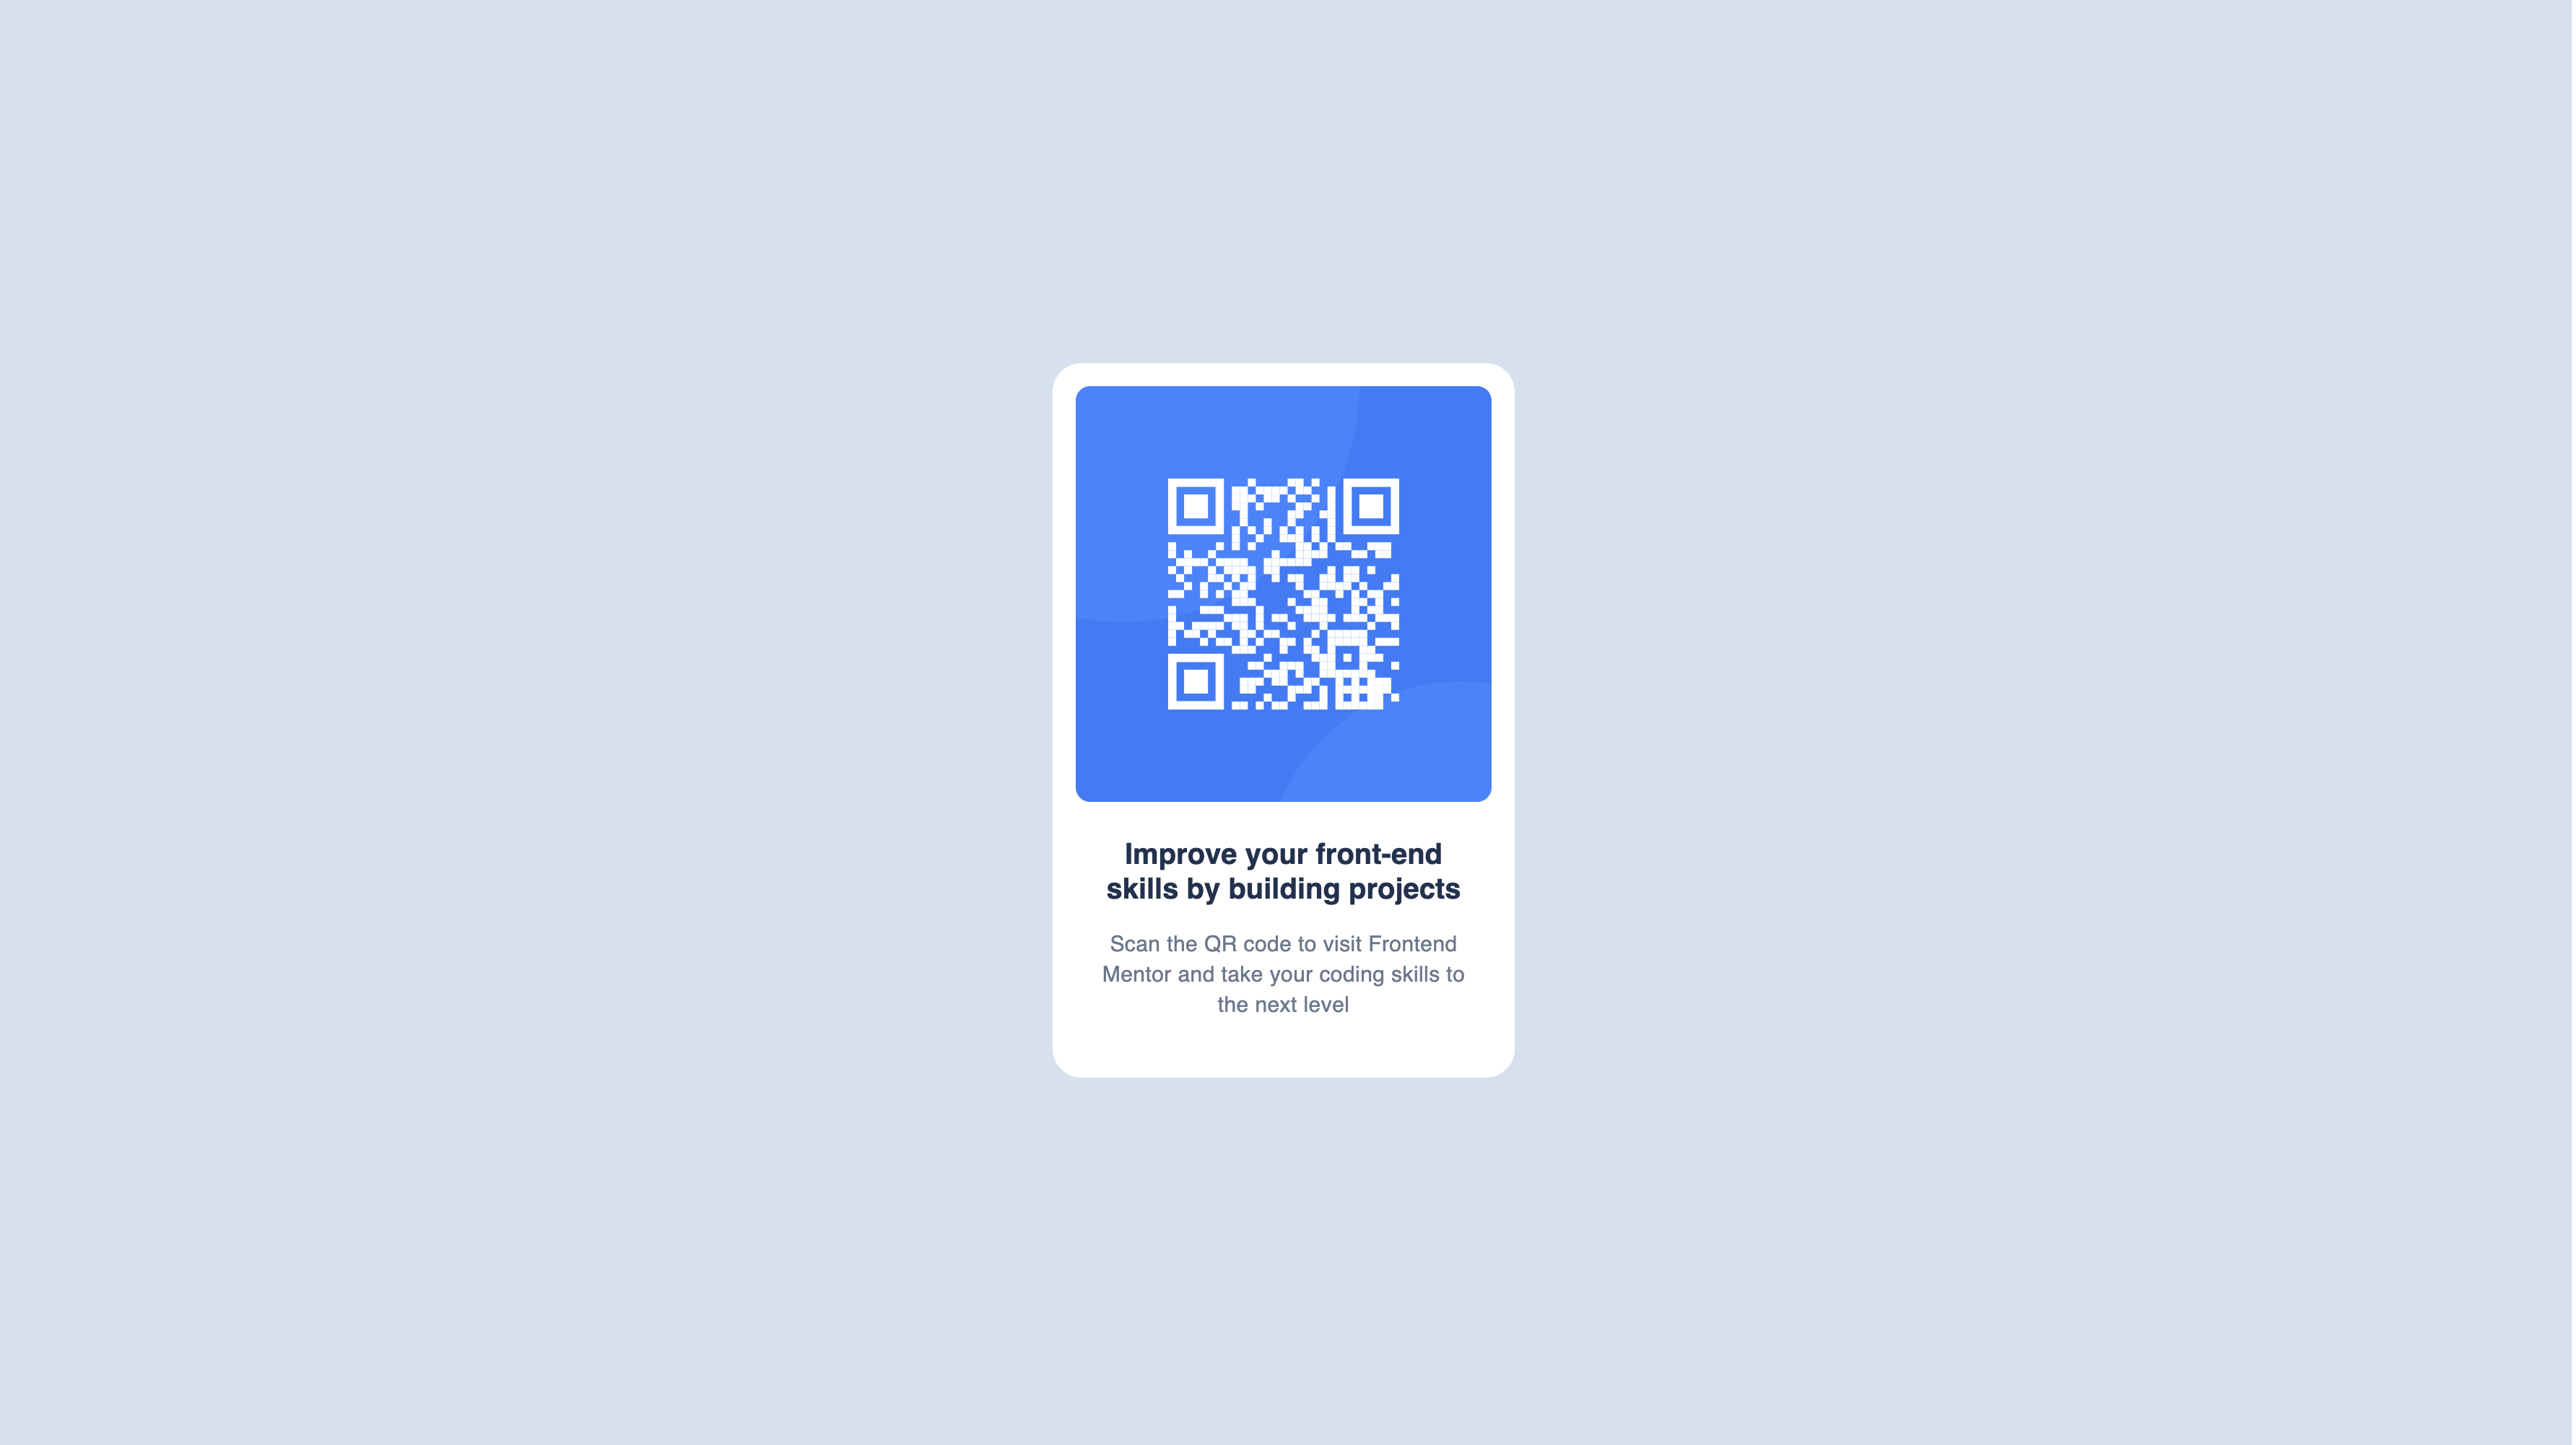 Improve your front-end
skills by building projects
Scan the QR code to visit Frontend
Mentor and take your coding skills to
the next level